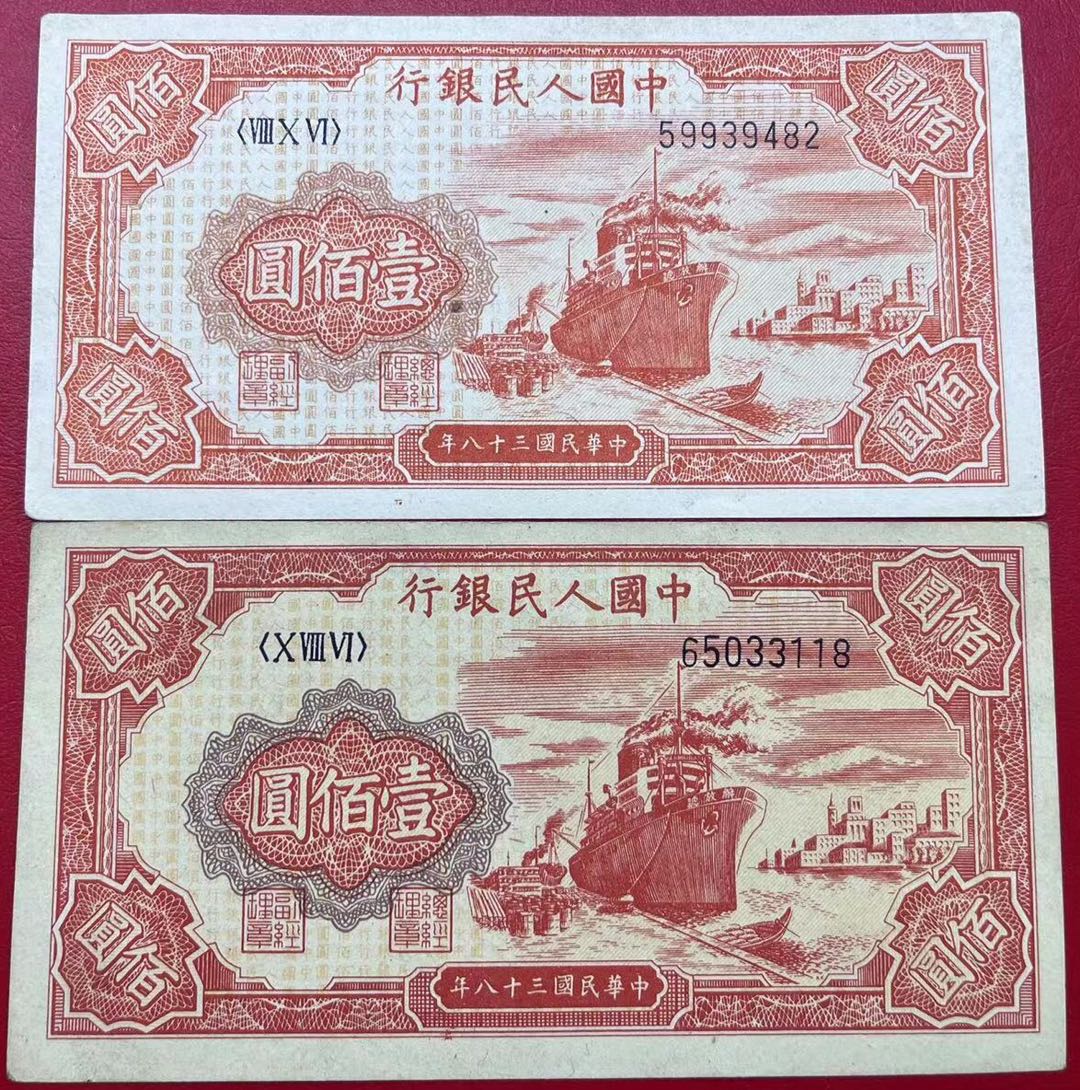 中國人民銀行
佰圓
佰圓
〈ⅧⅩⅥ〉
59939482
壹佰圓
總經理章
副經理章
佰圓
佰圓
中華民國三十八年
中國人民銀行
佰圓
佰圓
〈ⅩⅧⅥ〉
65033118
壹佰圓
總經理章
副經理章
佰圓
佰圓
中華民國三十八年